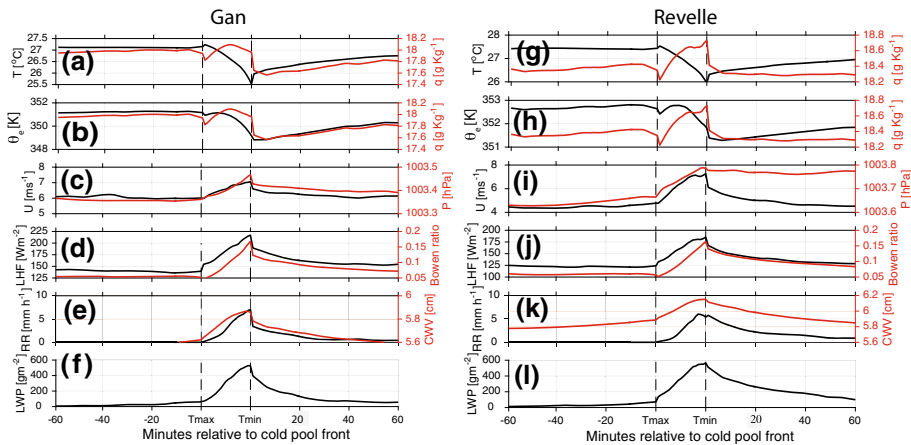 Gan
Revelle
(a)
T [°C]
27.5
27
26.5
26
25.5
18.2
18
17.8
17.6
17.4
q [g Kg⁻¹]
(b)
θe [K]
352
350
348
18.2
18
17.8
17.6
17.4
q [g Kg⁻¹]
(c)
U [ms⁻¹]
8
7
6
5
1003.5
1003.4
1003.3
P [hPa]
(d)
LHF [Wm⁻²]
225
200
175
150
125
0.2
0.15
0.1
0.05
Bowen ratio
(e)
RR [mm h⁻¹]
10
5
0
6
5.8
5.6
CWV [cm]
(f)
LWP [gm⁻²]
600
400
200
0
-60 -40 -20 Tmax Tmin 20 40 60
Minutes relative to cold pool front
(g)
T [°C]
28
27
26
18.8
18.6
18.4
18.2
q [g Kg⁻¹]
(h)
θe [K]
353
352
351
18.8
18.6
18.4
18.2
q [g Kg⁻¹]
(i)
U [ms⁻¹]
8
6
4
1003.8
1003.7
1003.6
P [hPa]
(j)
LHF [Wm⁻²]
200
175
150
125
100
0.2
0.15
0.1
0.05
Bowen ratio
(k)
RR [mm h⁻¹]
10
5
0
6.2
6
5.8
5.6
CWV [cm]
(l)
LWP [gm⁻²]
600
400
200
0
-60 -40 -20 Tmax Tmin 20 40 60
Minutes relative to cold pool front